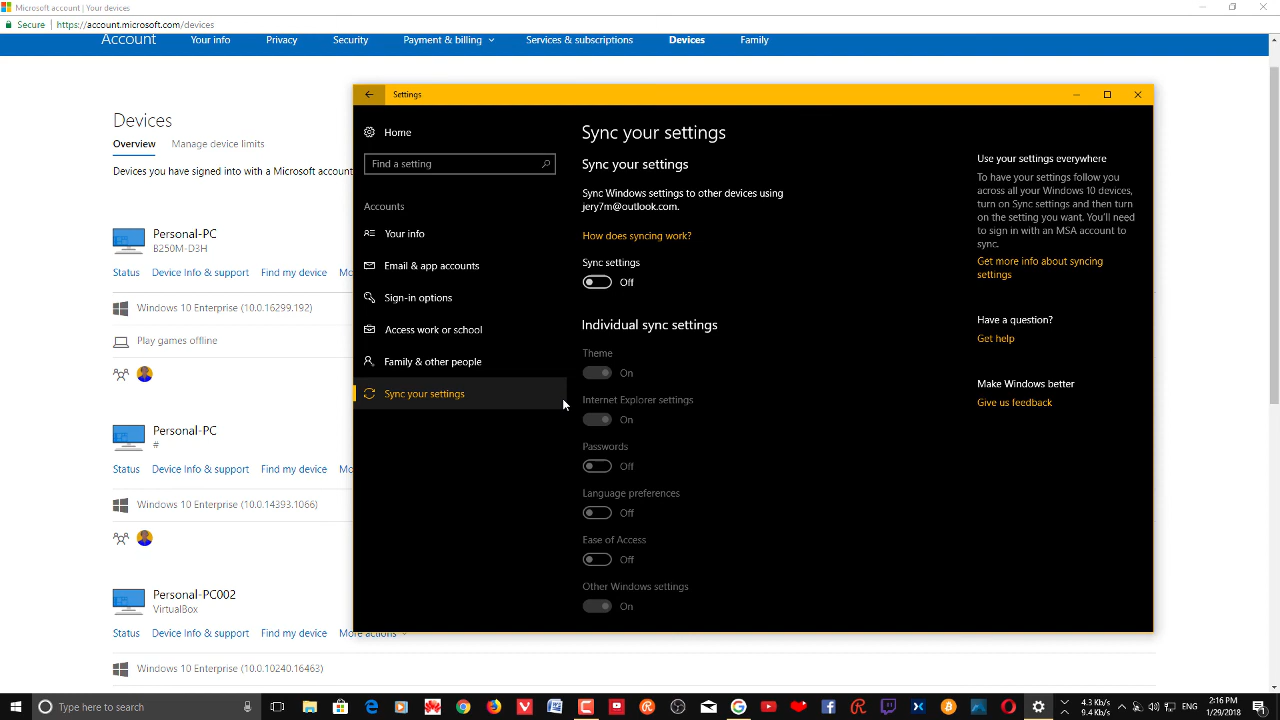 Microsoft account | Your devices
Secure
https://account.microsoft.com/devices
Account
Your info
Privacy
Security
Payment & billing
Services & subscriptions
Devices
Family
Devices
Overview
Manage device limits
Devices you have signed into with a Microsoft account
Personal-PC
B250M-D3H
Status
Device Info & support
Find my device
Mo
Windows 10 Enterprise (10.0.16299.192)
Play games offline
Personal-PC
#
Status
Device Info & support
Find my device
Mo
Windows 10 Enterprise (10.0.14393.1066)
Personal-PC002
VirtualBox
Status
Device Info & support
Find my device
More actions
Windows 10 Enterprise (10.0.10240.16463)
Settings
Home
Find a setting
Accounts
Your info
Email & app accounts
Sign-in options
Access work or school
Family & other people
Sync your settings
Sync your settings
Sync your settings
Sync Windows settings to other devices using
jery7m@outlook.com.
How does syncing work?
Sync settings
Off
Individual sync settings
Theme
On
Internet Explorer settings
On
Passwords
Off
Language preferences
Off
Ease of Access
Off
Other Windows settings
On
Use your settings everywhere
To have your settings follow you
across all your Windows 10 devices,
turn on Sync settings and then turn
on the setting you want. You'll need
to sign in with an MSA account to
sync.
Get more info about syncing
settings
Have a question?
Get help
Make Windows better
Give us feedback
Type here to search
4.3 Kb/s
9.4 Kb/s
ENG
2:16 PM
1/29/2018